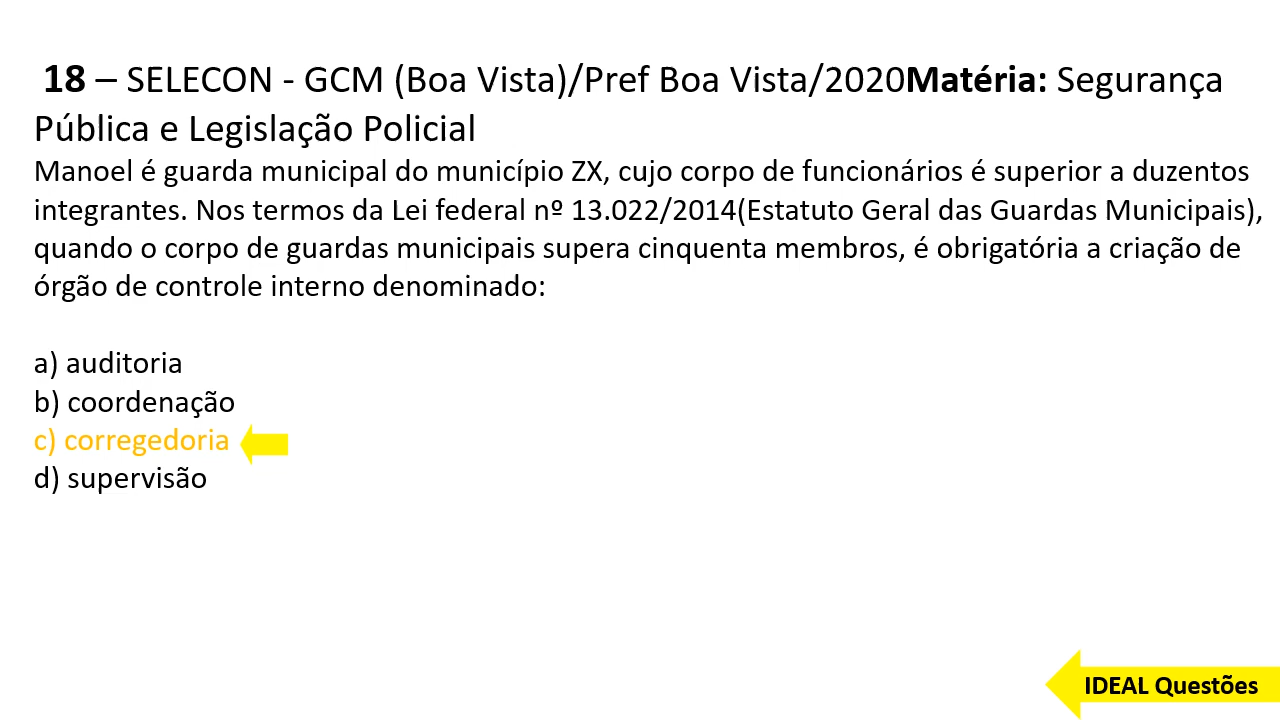 18 – SELECON - GCM (Boa Vista)/Pref Boa Vista/2020Matéria: Segurança
Pública e Legislação Policial
Manoel é guarda municipal do município ZX, cujo corpo de funcionários é superior a duzentos
integrantes. Nos termos da Lei federal nº 13.022/2014(Estatuto Geral das Guardas Municipais),
quando o corpo de guardas municipais supera cinquenta membros, é obrigatória a criação de
órgão de controle interno denominado:
a) auditoria
b) coordenação
c) corregedoria
d) supervisão
IDEAL Questões